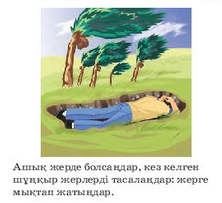 Ашық жерде болсаңдар, кез келген
шұңқыр жерлерді тасалаңдар: жерге
мықтап жатыңдар.